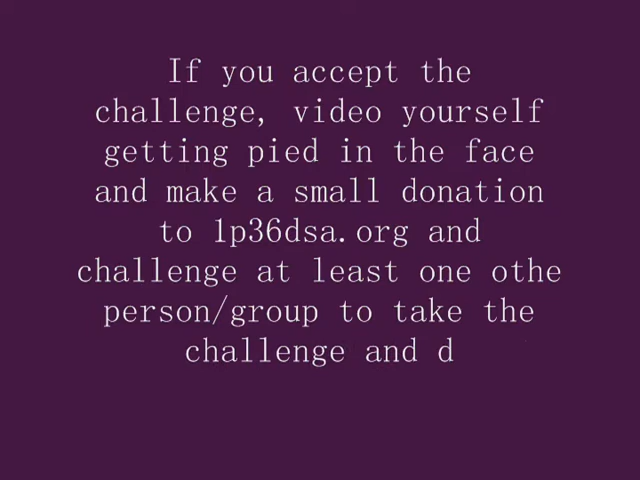 If you accept the
challenge, video yourself
getting pied in the face
and make a small donation
to 1p36dsa.org and
challenge at least one othe
person/group to take the
challenge and d